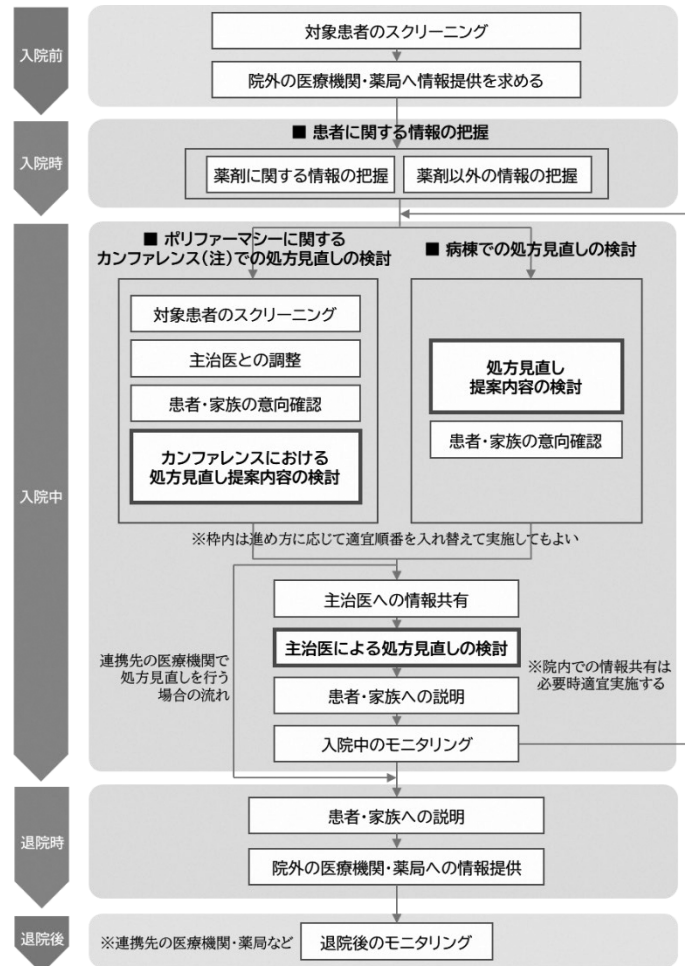 入院前
対象患者のスクリーニング
院外の医療機関・薬局へ情報提供を求める
入院時
■ 患者に関する情報の把握
薬剤に関する情報の把握
薬剤以外の情報の把握
入院中
■ ポリファーマシーに関する
カンファレンス(注)での処方見直しの検討
対象患者のスクリーニング
主治医との調整
患者・家族の意向確認
カンファレンスにおける
処方見直し提案内容の検討
■ 病棟での処方見直しの検討
処方見直し
提案内容の検討
患者・家族の意向確認
※枠内は進め方に応じて適宜順番を入れ替えて実施してもよい
主治医への情報共有
主治医による処方見直しの検討
患者・家族への説明
入院中のモニタリング
連携先の医療機関で
処方見直しを行う
場合の流れ
※院内での情報共有は
必要時適宜実施する
退院時
患者・家族への説明
院外の医療機関・薬局への情報提供
退院後
※連携先の医療機関・薬局など
退院後のモニタリング